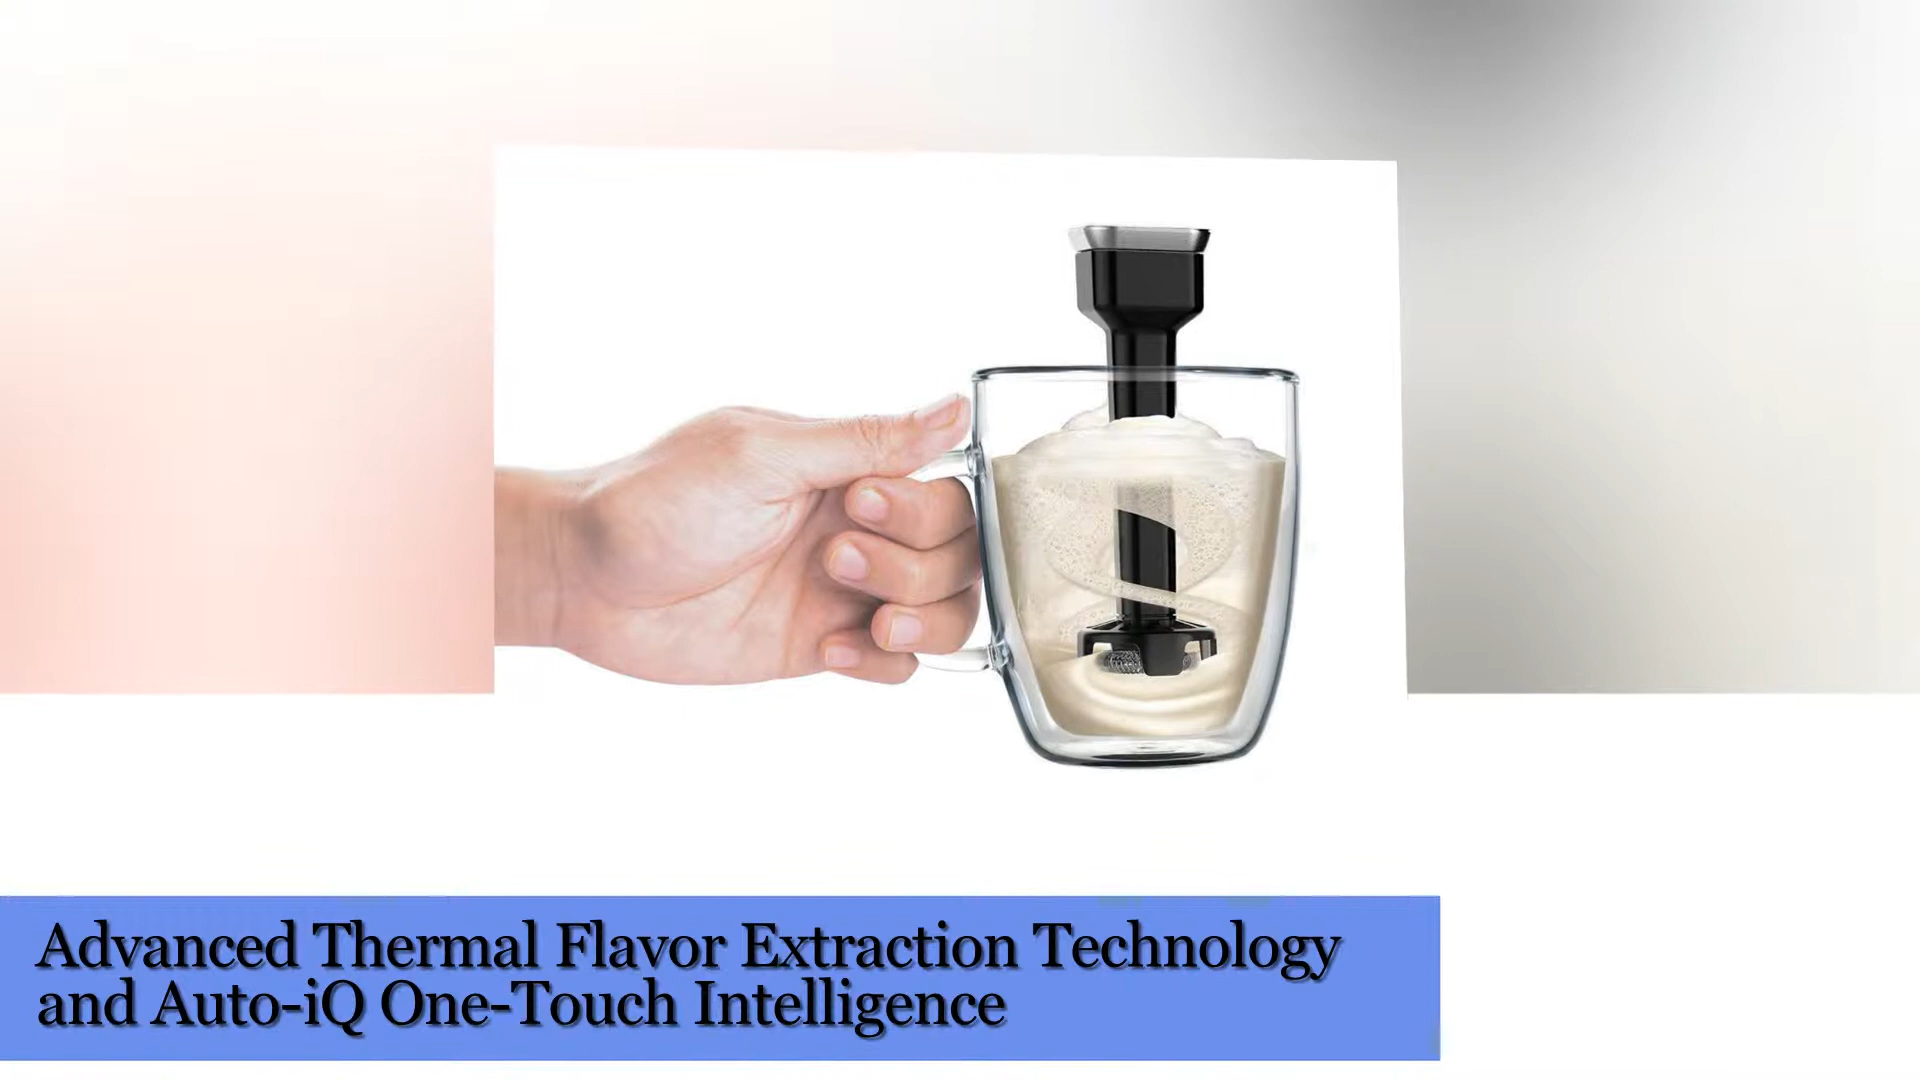 Advanced Thermal Flavor Extraction Technology
and Auto-iQ One-Touch Intelligence